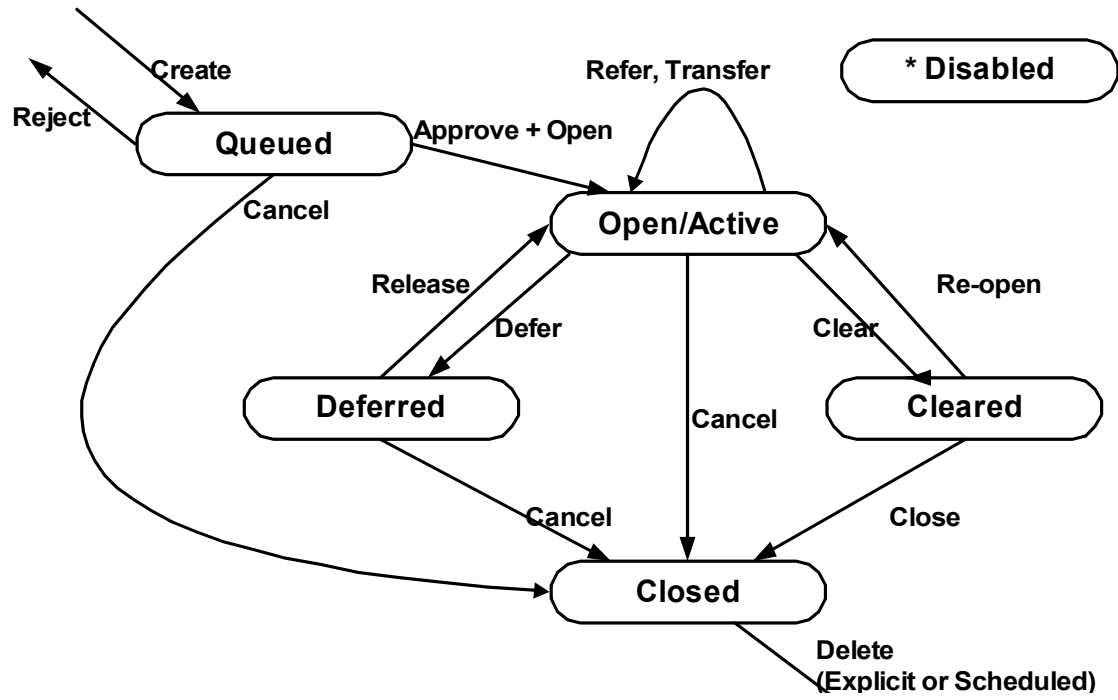 Create
Refer, Transfer
* Disabled
Reject
Queued
Approve + Open
Cancel
Open/Active
Release
Re-open
Defer
Clear
Deferred
Cancel
Cleared
Cancel
Close
Closed
Delete
(Explicit or Scheduled)